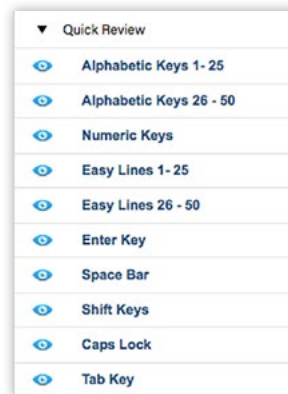 Quick Review
Alphabetic Keys 1- 25
Alphabetic Keys 26 - 50
Numeric Keys
Easy Lines 1- 25
Easy Lines 26 - 50
Enter Key
Space Bar
Shift Keys
Caps Lock
Tab Key